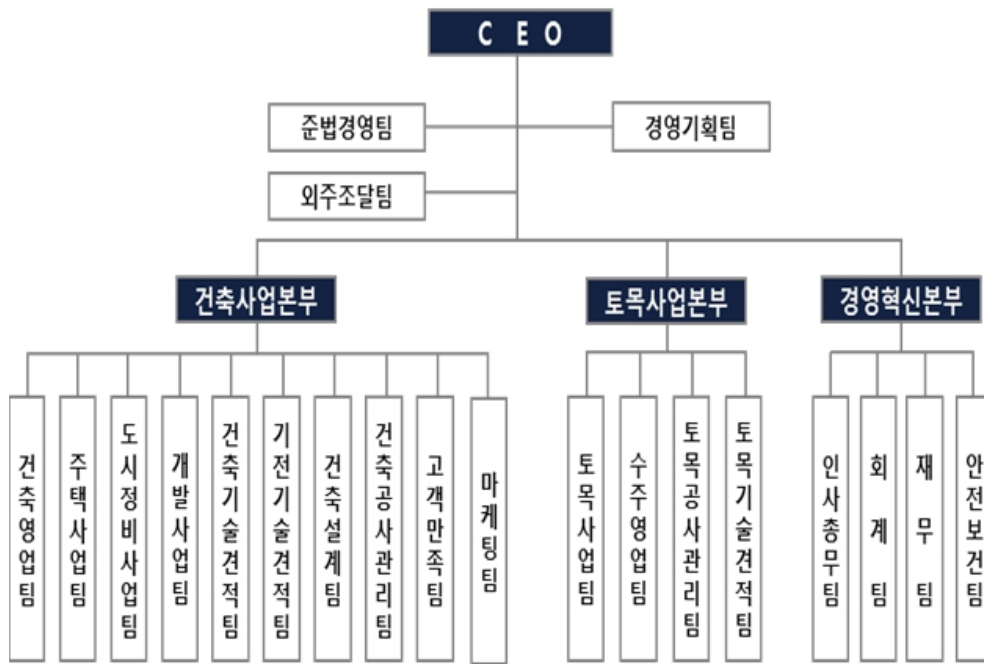 C E O
준법경영팀
경영기획팀
외주조달팀
건축사업본부
토목사업본부
경영혁신본부
건축영업팀
주택사업팀
도시정비사업팀
개발사업팀
건축기술견적팀
기전기술견적팀
건축설계팀
건축공사관리팀
고객만족팀
마케팅팀
토목사업팀
수주영업팀
토목공사관리팀
토목기술견적팀
인사총무팀
회계팀
재무팀
안전보건팀